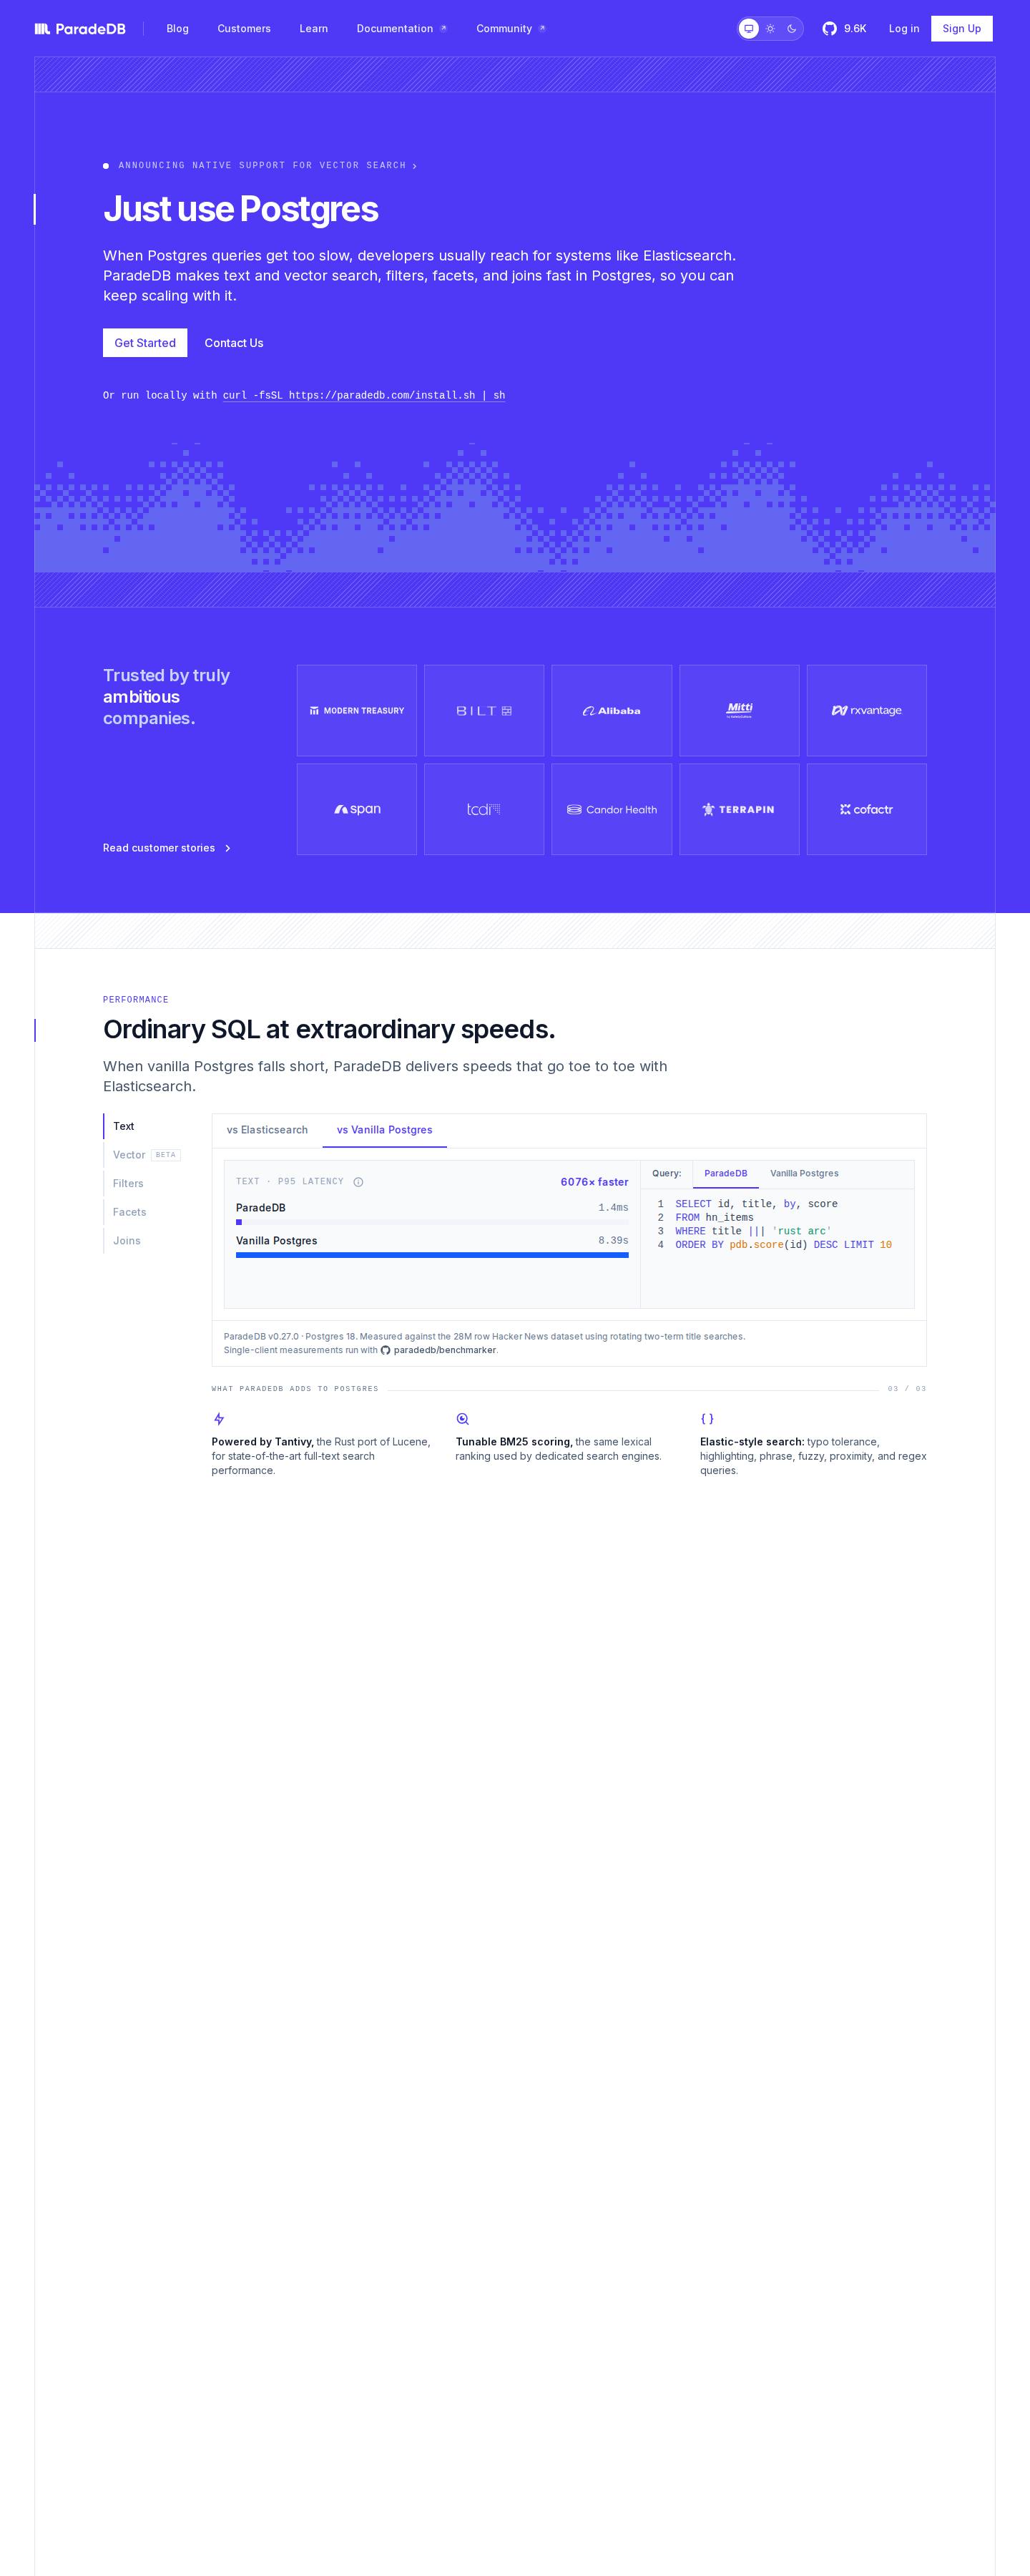 ParadeDB
Blog
Customers
Learn
Documentation
Community
9.6K
Log in
Sign Up
ANNOUNCING NATIVE SUPPORT FOR VECTOR SEARCH ›
Just use Postgres
When Postgres queries get too slow, developers usually reach for systems like Elasticsearch.
ParadeDB makes text and vector search, filters, facets, and joins fast in Postgres, so you can
keep scaling with it.
Get Started
Contact Us
Or run locally with curl -fsSL https://paradedb.com/install.sh | sh
Trusted by truly
ambitious
companies.
Read customer stories
MODERN TREASURY
BILT
Alibaba
Mitti
rxvantage
span
tcdi
Candor Health
TERRAPIN
cofactr
PERFORMANCE
Ordinary SQL at extraordinary speeds.
When vanilla Postgres falls short, ParadeDB delivers speeds that go toe to toe with
Elasticsearch.
Text
Vector BETA
Filters
Facets
Joins
vs Elasticsearch
vs Vanilla Postgres
TEXT · P95 LATENCY
6076× faster
ParadeDB 1.4ms
Vanilla Postgres 8.39s
Query:
ParadeDB
Vanilla Postgres
1 SELECT id, title, by, score
2 FROM hn_items
3 WHERE title ||| 'rust arc'
4 ORDER BY pdb.score(id) DESC LIMIT 10
ParadeDB v0.27.0 · Postgres 18. Measured against the 28M row Hacker News dataset using rotating two-term title searches.
Single-client measurements run with paradedb/benchmarker.
WHAT PARADEDB ADDS TO POSTGRES
03 / 03
Powered by Tantivy, the Rust port of Lucene,
for state-of-the-art full-text search
performance.
Tunable BM25 scoring, the same lexical
ranking used by dedicated search engines.
Elastic-style search: typo tolerance,
highlighting, phrase, fuzzy, proximity, and regex
queries.